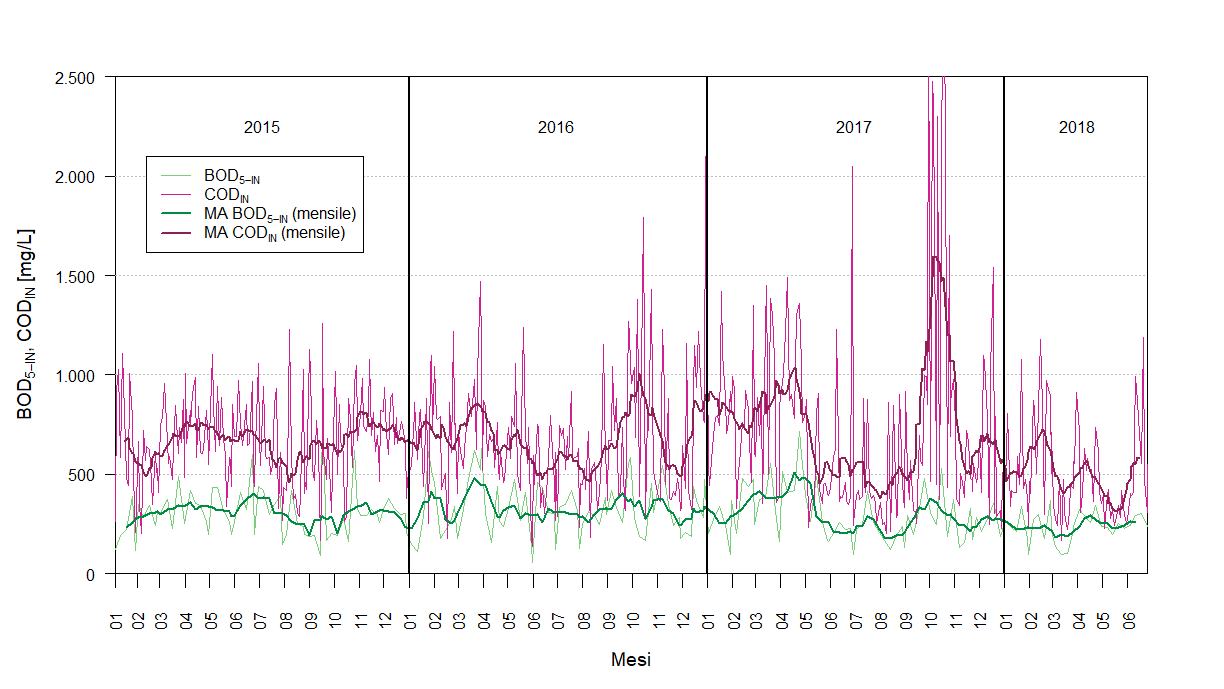 2.500
2.000
1.500
1.000
500
0
BOD5–IN, CODIN [mg/L]
2015 2016 2017 2018
BOD5–IN
CODIN
MA BOD5–IN (mensile)
MA CODIN (mensile)
01 02 03 04 05 06 07 08 09 10 11 12 01 02 03 04 05 06 07 08 09 10 11 12 01 02 03 04 05 06 07 08 09 10 11 12 01 02 03 04 05 06
Mesi